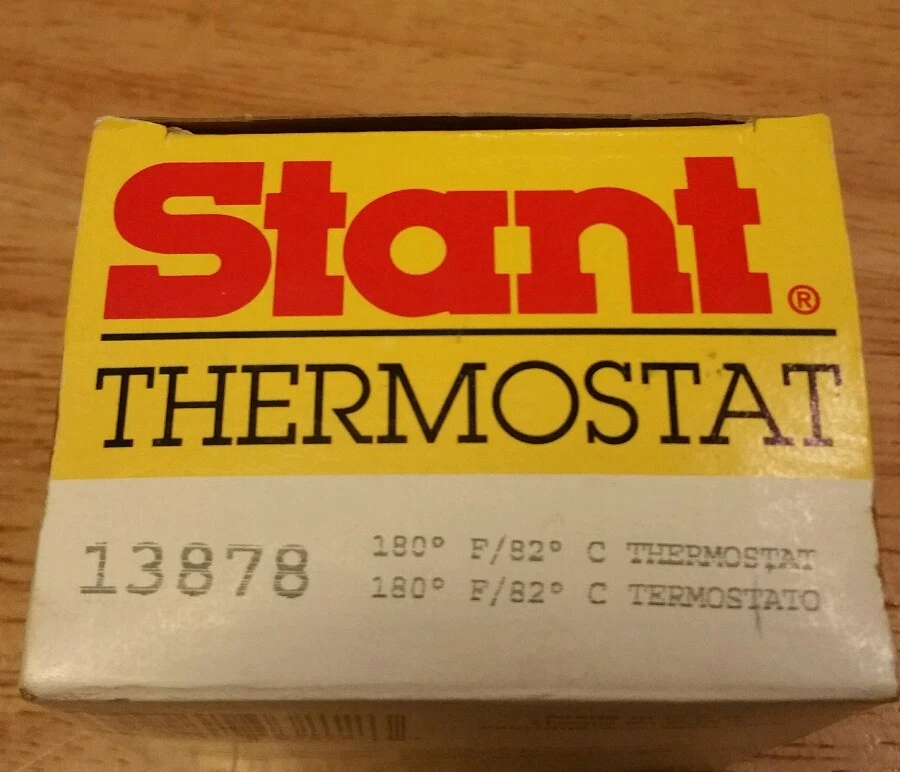 Stant®
THERMOSTAT
13878
180° F/82° C THERMOSTAT
180° F/82° C TERMOSTATO